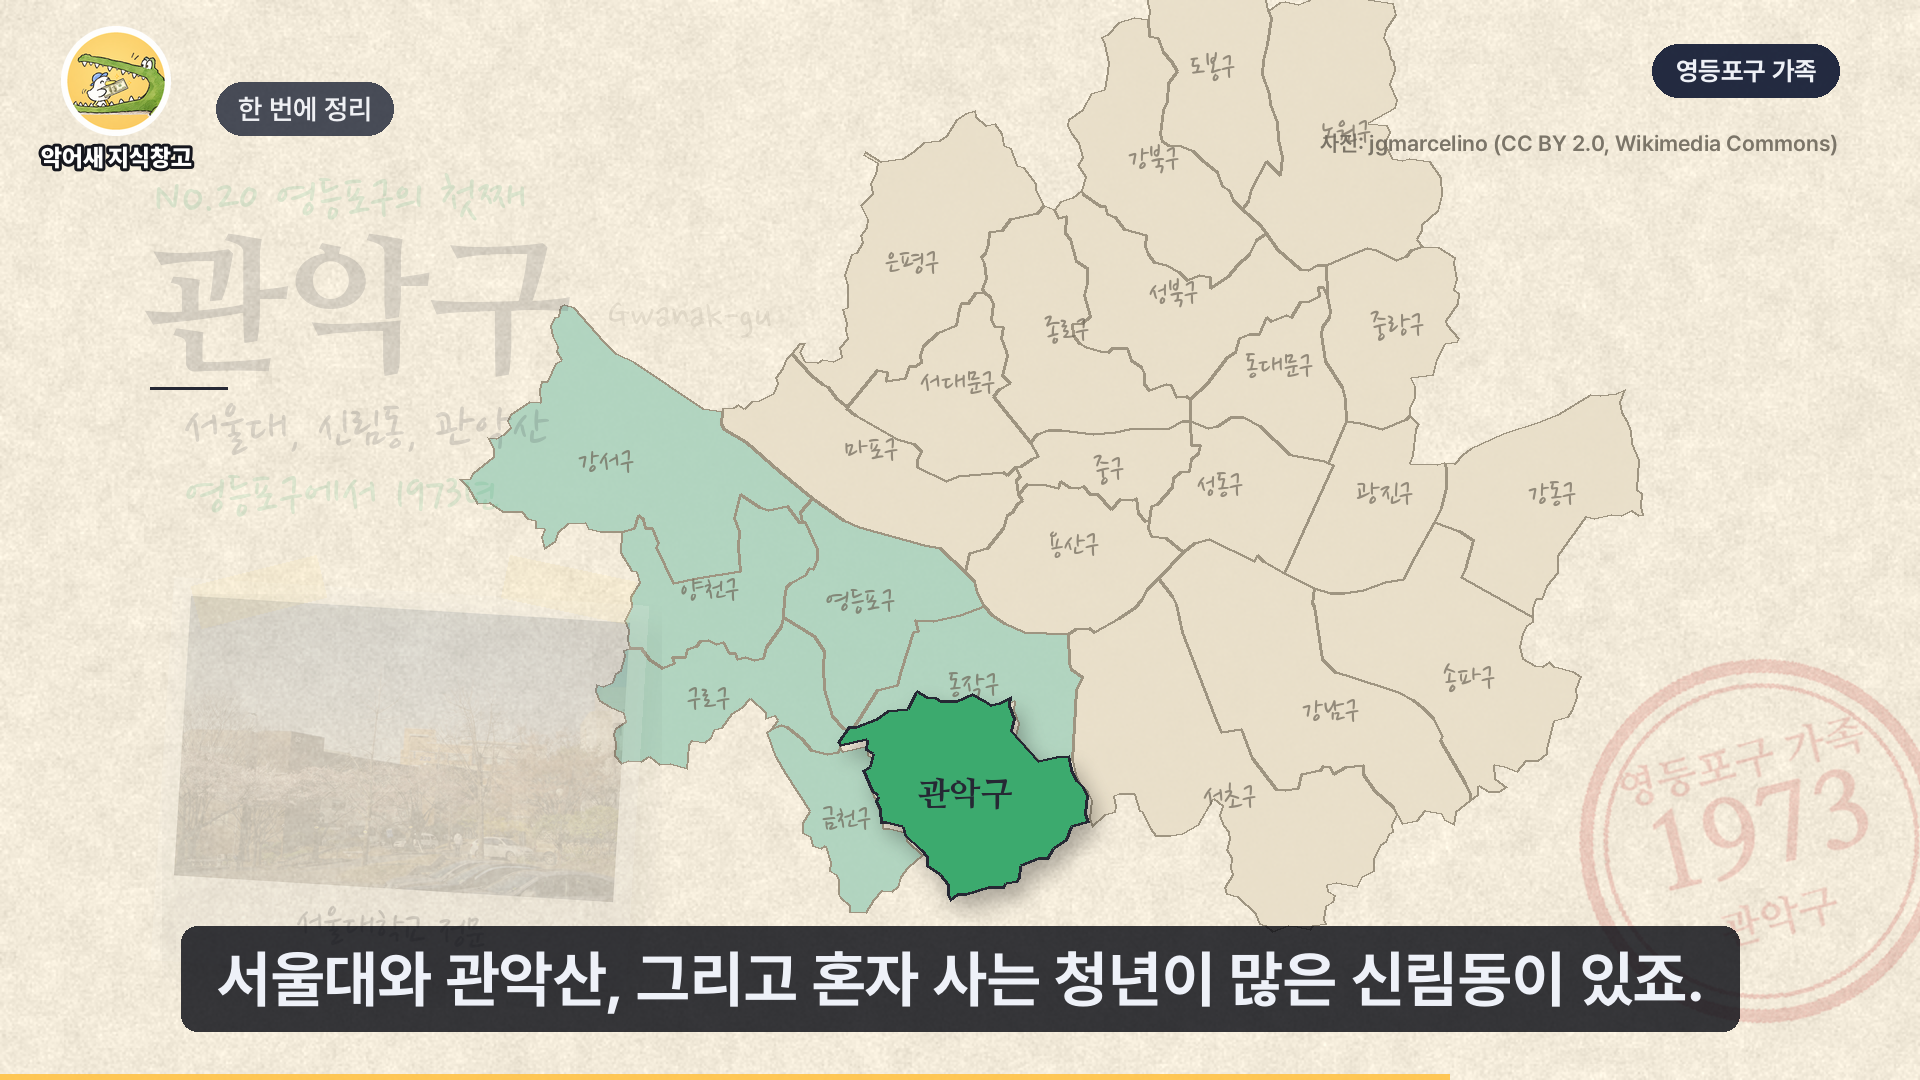 악어새 지식창고
한 번에 정리
영등포구 가족
사진: jgmarcelino (CC BY 2.0, Wikimedia Commons)
NO.20 영등포구의 첫째
관악구
Gwanak-gu
서울대, 신림동, 관악산
영등포구에서 1973년
서울대학교 정문
도봉구
노원구
강북구
은평구
성북구
중랑구
종로구
동대문구
서대문구
마포구
중구
성동구
광진구
강동구
강서구
용산구
양천구
영등포구
동작구
구로구
송파구
강남구
서초구
금천구
관악구
영등포구 가족
1973
관악구
서울대와 관악산, 그리고 혼자 사는 청년이 많은 신림동이 있죠.